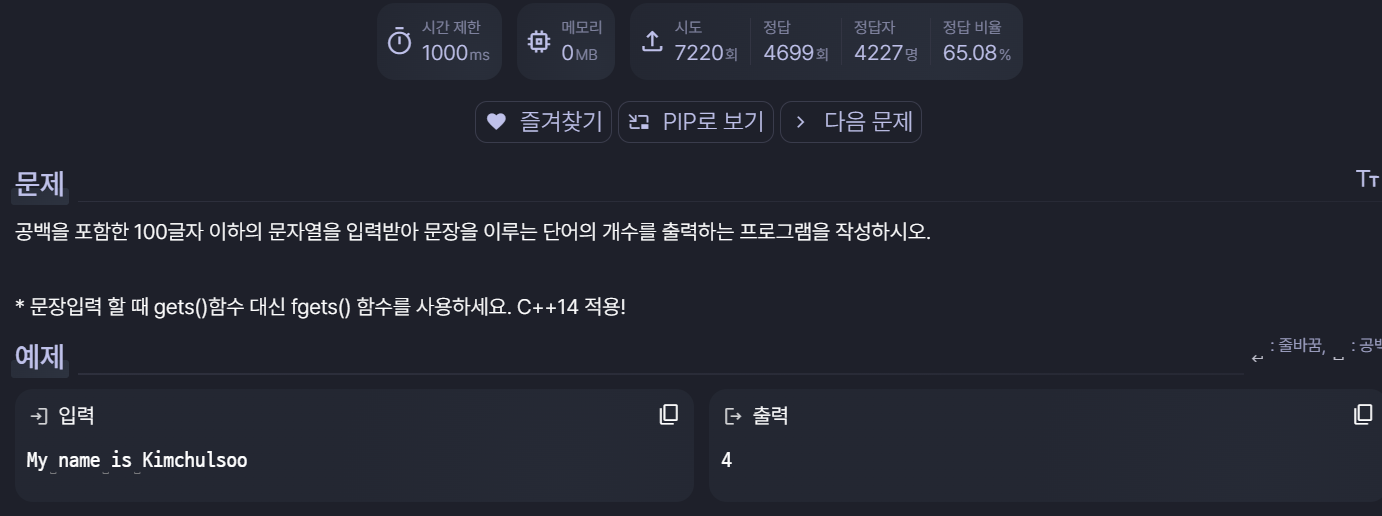 시간 제한 메모리 시도 정답 정답자 정답 비율
1000ms 0MB 7220회 4699회 4227명 65.08%
즐겨찾기 PIP로 보기 다음 문제
문제 TT
공백을 포함한 100글자 이하의 문자열을 입력받아 문장을 이루는 단어의 개수를 출력하는 프로그램을 작성하시오.
* 문장입력 할 때 gets()함수 대신 fgets() 함수를 사용하세요. C++14 적용!
예제 ↵ : 줄바꿈, ⎵ : 공
입력 출력
My⎵name⎵is⎵Kimchulsoo 4